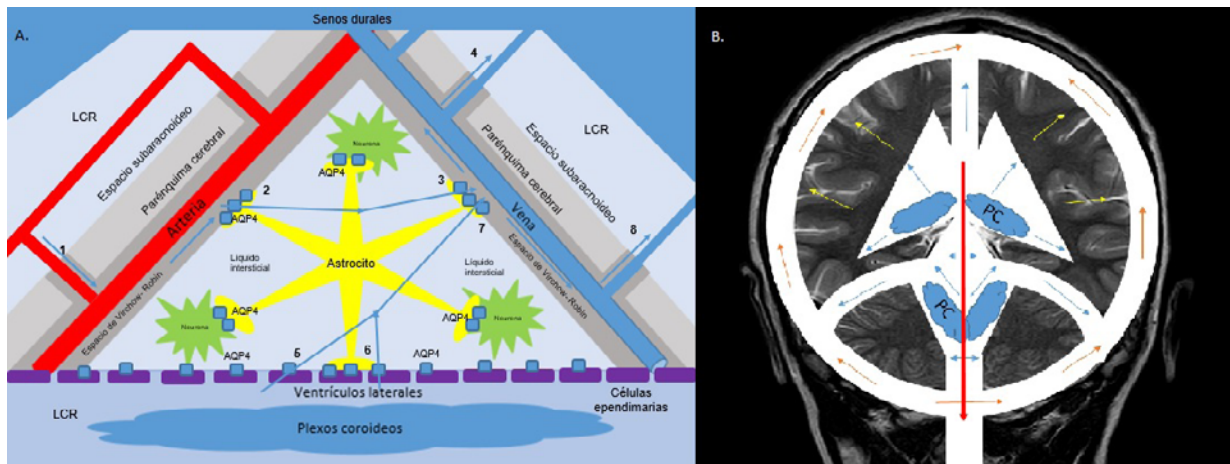 A.
Senos durales
4
LCR
Espacio subaracnoideo
Parénquima cerebral
Arteria
1
Espacio de Virchow- Robin
Neurona
AQP4
2
AQP4
3
7
Vena
Parénquima cerebral
Espacio subaracnoideo
LCR
8
Espacio de Virchow- Robin
Líquido
intersticial
Astrocito
Líquido
intersticial
AQP4
Neurona
AQP4
Neurona
AQP4
5
6
AQP4
Ventrículos laterales
Células
ependimarias
LCR
Plexos coroideos
B.
PC
PC